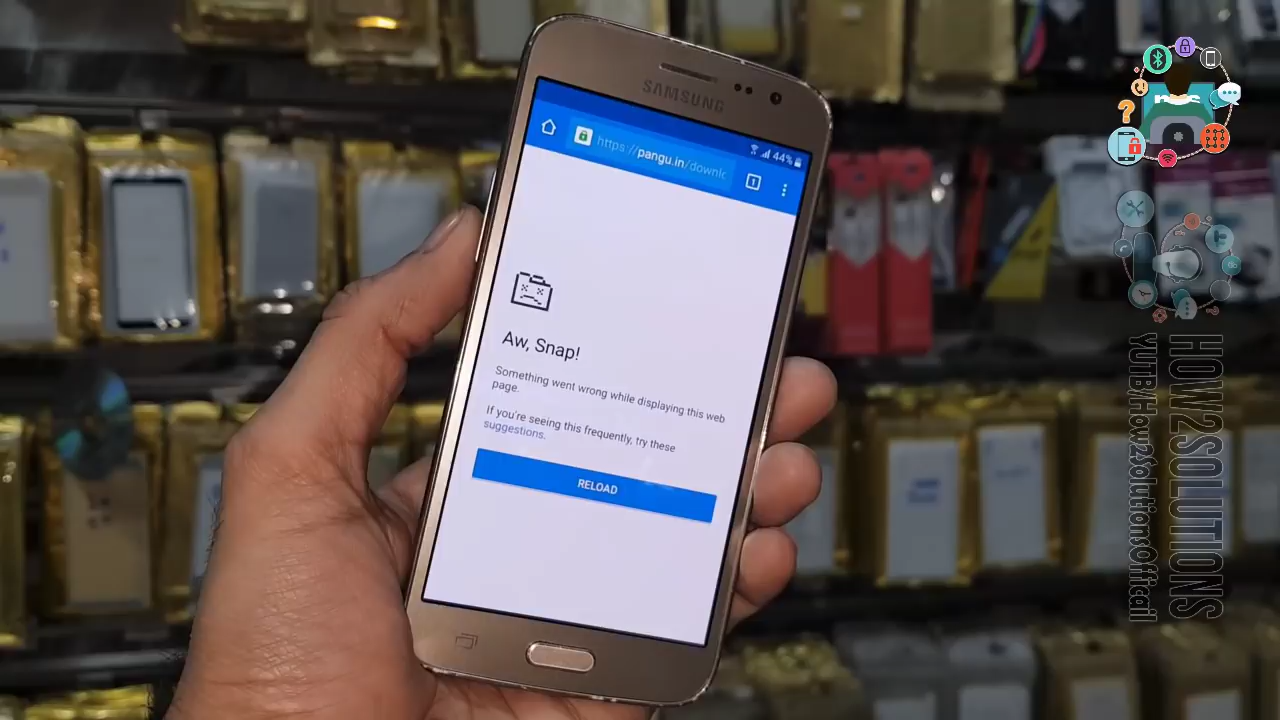 SAMSUNG
44%
https://pangu.in/downlo
1
Aw, Snap!
Something went wrong while displaying this web
page.
If you're seeing this frequently, try these
suggestions.
RELOAD
HOW2SOLUTIONS
YUTB/How2SolutionsOfficail